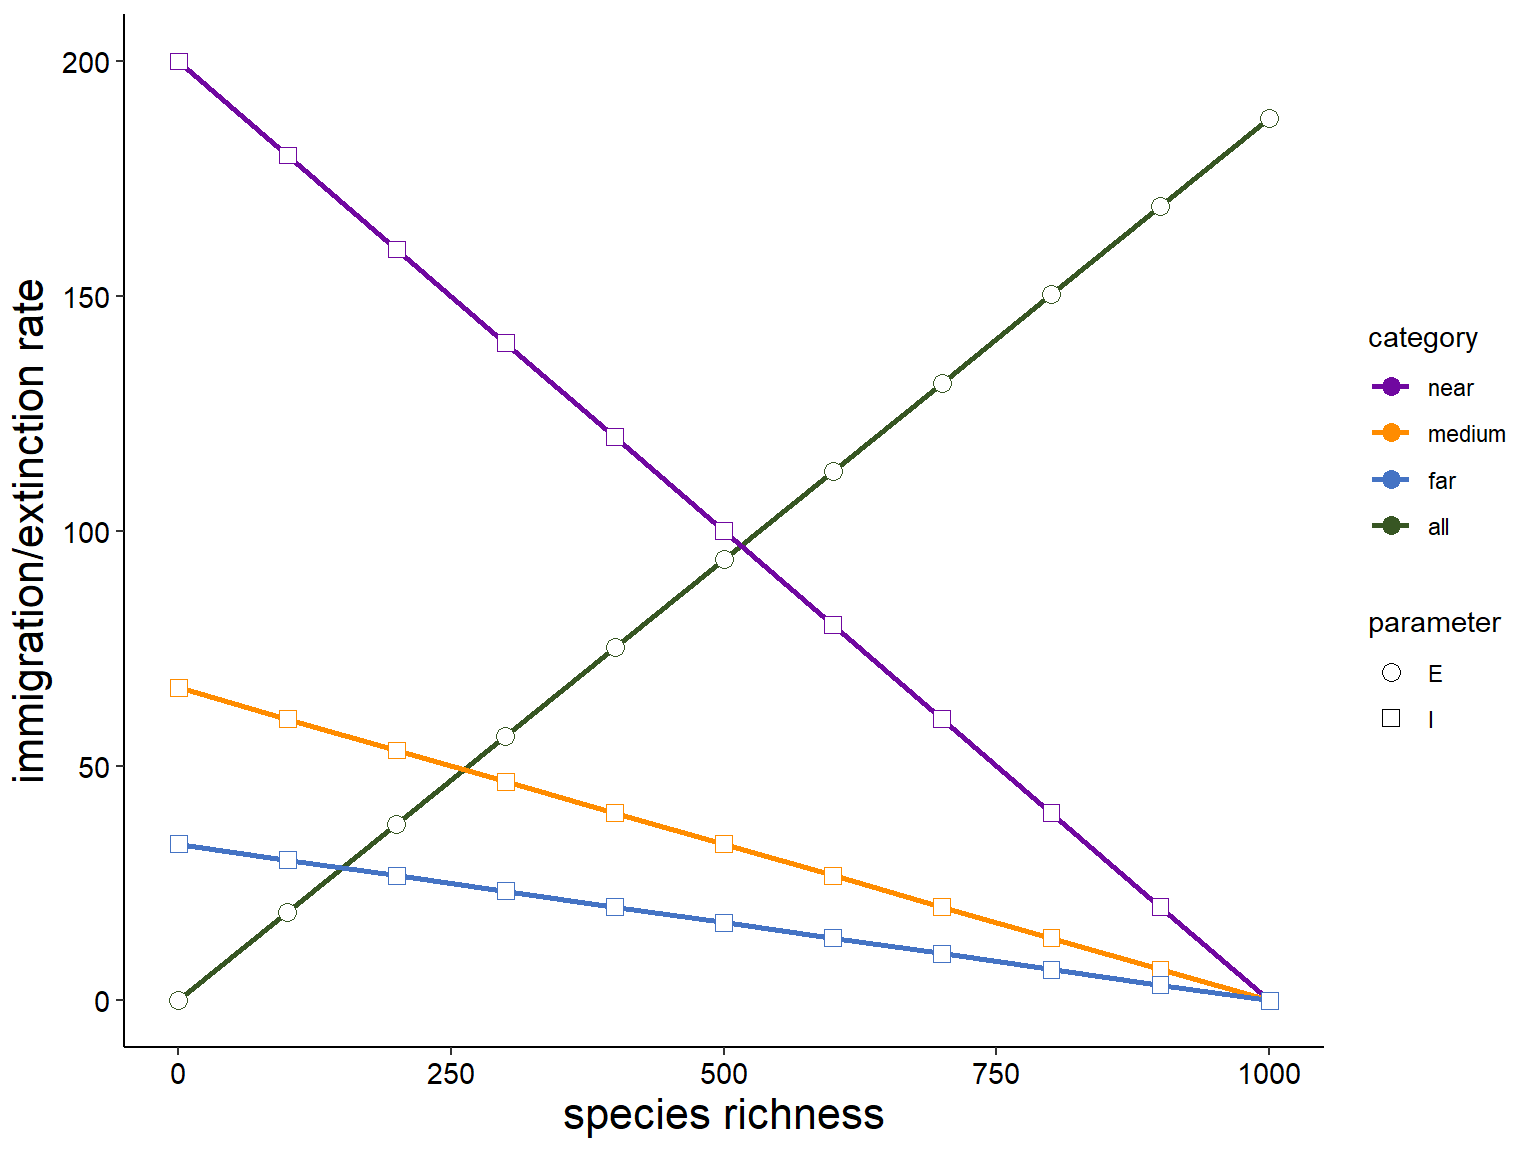 immigration/extinction rate
200
150
100
50
0
0 250 500 750 1000
species richness
category
near
medium
far
all
parameter
E
I